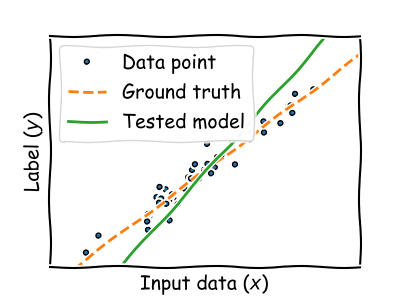 Data point
Ground truth
Tested model
Label (y)
Input data (x)